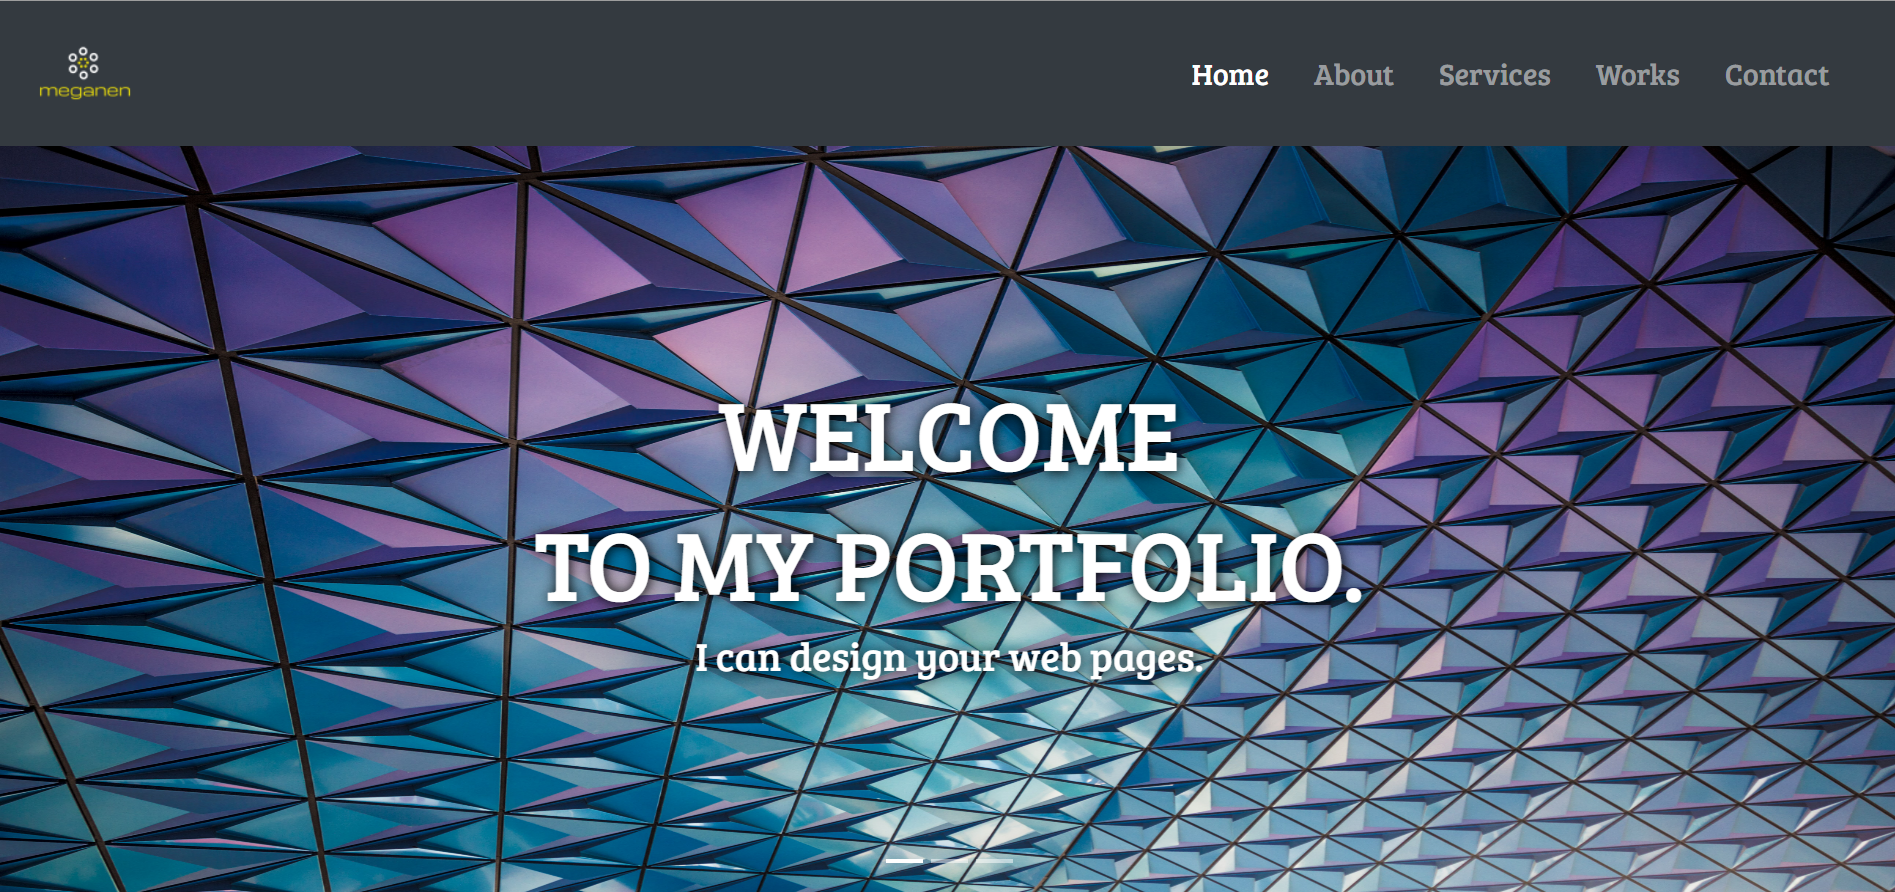 meganen
Home About Services Works Contact
WELCOME
TO MY PORTFOLIO.
I can design your web pages.